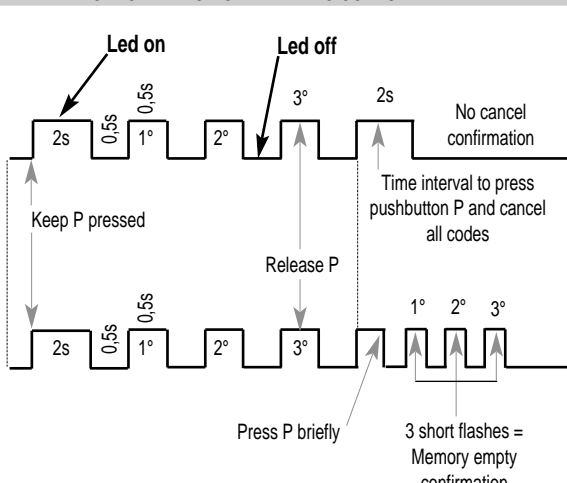 Led on
Led off
0,5s
3°
2s
No cancel
confirmation
2s
0,5s
1°
2°
Time interval to press
pushbutton P and cancel
all codes
Keep P pressed
Release P
0,5s
1°
2°
3°
2s
0,5s
1°
2°
3°
Press P briefly
3 short flashes =
Memory empty
confirmation